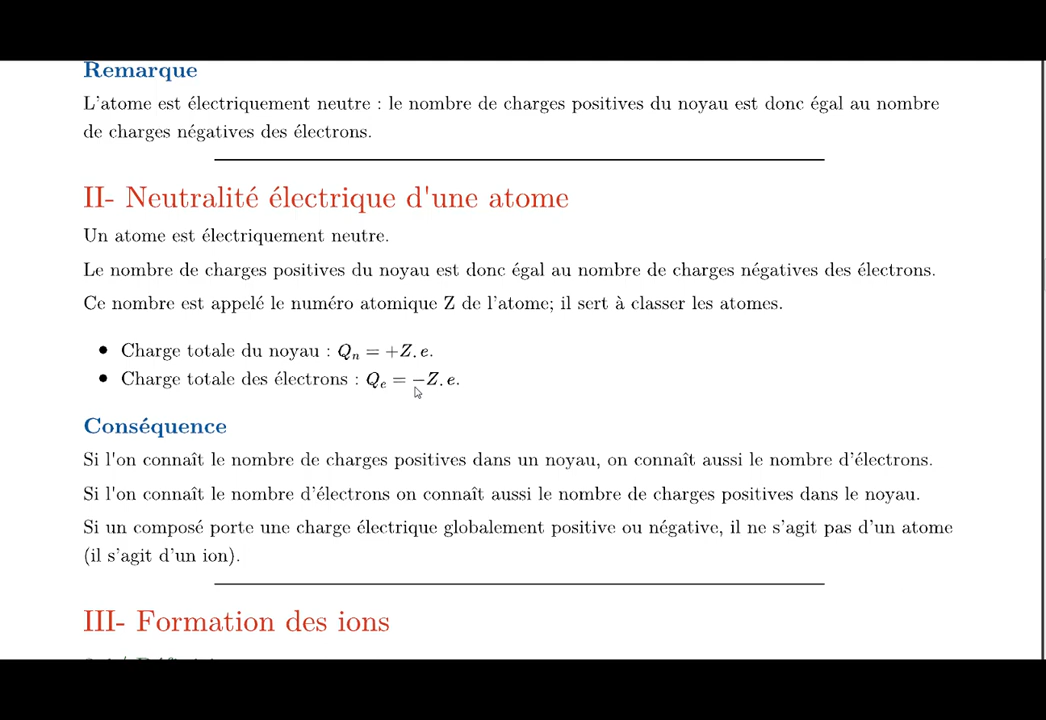 Remarque
L'atome est électriquement neutre : le nombre de charges positives du noyau est donc égal au nombre
de charges négatives des électrons.
II- Neutralité électrique d'une atome
Un atome est électriquement neutre.
Le nombre de charges positives du noyau est donc égal au nombre de charges négatives des électrons.
Ce nombre est appelé le numéro atomique Z de l'atome; il sert à classer les atomes.
• Charge totale du noyau : Qn = +Z.e.
• Charge totale des électrons : Qe = −Z.e.
Conséquence
Si l'on connaît le nombre de charges positives dans un noyau, on connaît aussi le nombre d'électrons.
Si l'on connaît le nombre d'électrons on connaît aussi le nombre de charges positives dans le noyau.
Si un composé porte une charge électrique globalement positive ou négative, il ne s'agit pas d'un atome
(il s'agit d'un ion).
III- Formation des ions